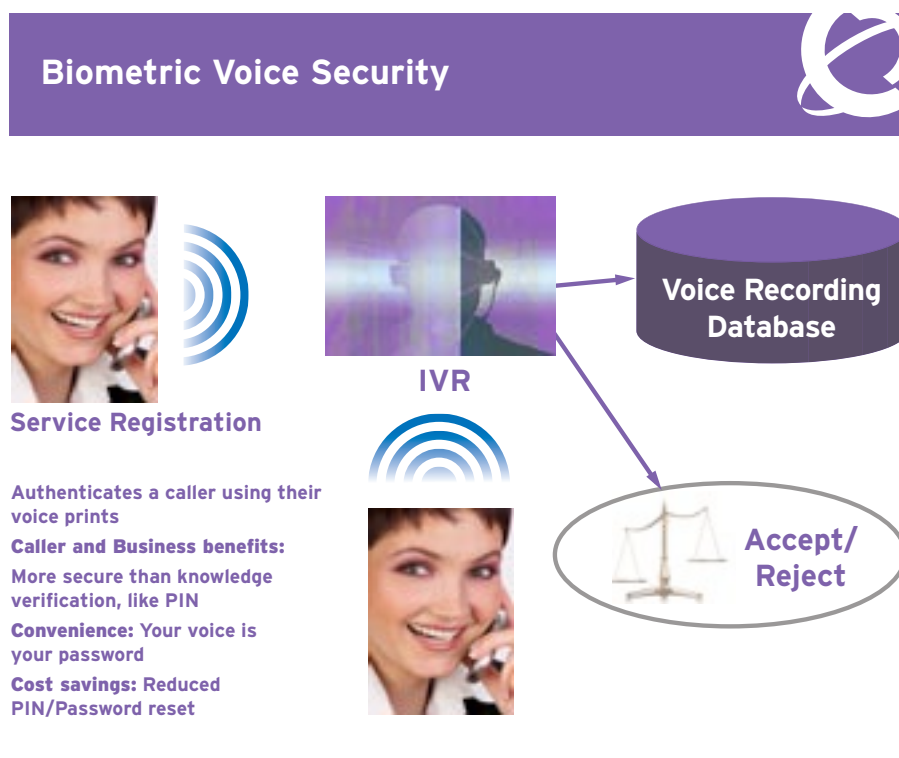 Biometric Voice Security
Voice Recording
Database
IVR
Service Registration
Authenticates a caller using their
voice prints
Caller and Business benefits:
More secure than knowledge
verification, like PIN
Convenience: Your voice is
your password
Cost savings: Reduced
PIN/Password reset
Accept/
Reject